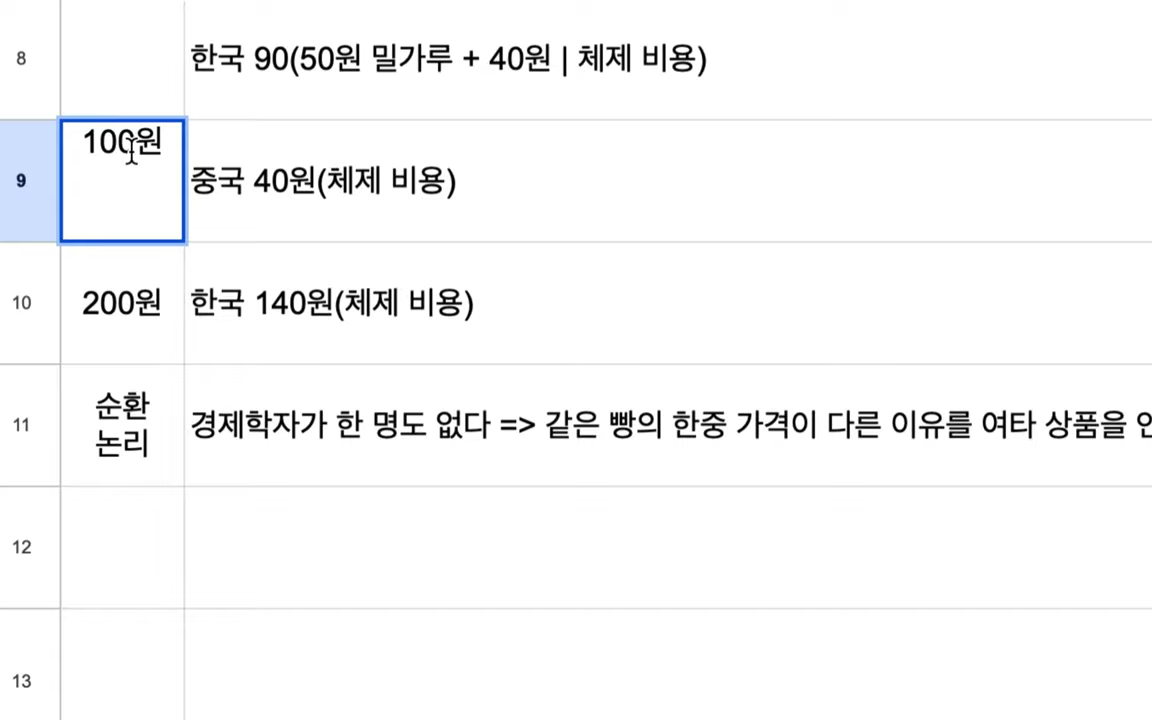 8
한국 90(50원 밀가루 + 40원 | 체제 비용)
100원
9
중국 40원(체제 비용)
10
200원
한국 140원(체제 비용)
순환
논리
11
경제학자가 한 명도 없다 => 같은 빵의 한중 가격이 다른 이유를 여타 상품을
12
13